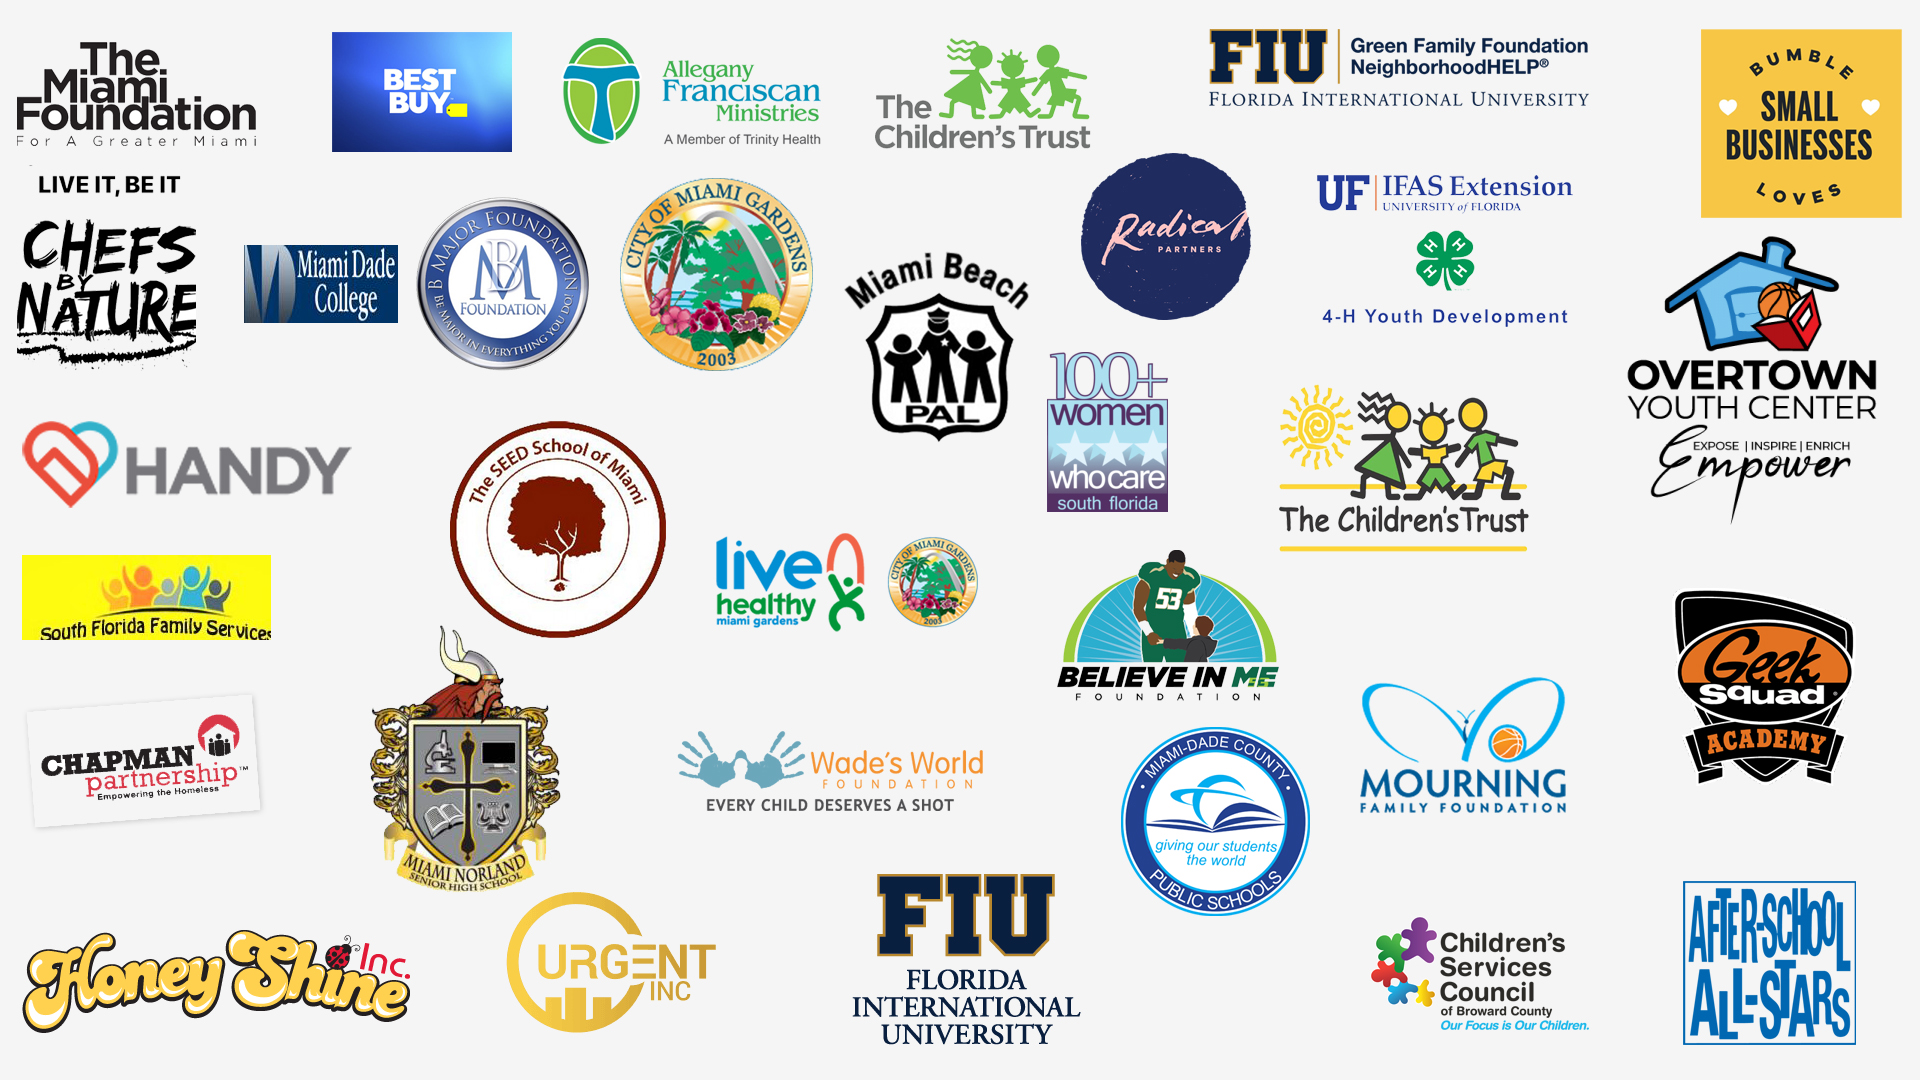 The
Miami
Foundation
For A Greater Miami
BEST
BUY
Allegany
Franciscan
Ministries
A Member of Trinity Health
The
Children's Trust
FIU
Green Family Foundation
NeighborhoodHELP®
FLORIDA INTERNATIONAL UNIVERSITY
BUMBLE
SMALL
BUSINESSES
LOVES
LIVE IT, BE IT
CHEFS
BY
NATURE
Miami Dade
College
B MAJOR FOUNDATION
BM
FOUNDATION
BE MAJOR IN EVERYTHING YOU DO!
CITY OF MIAMI GARDENS
2003
Miami Beach
PAL
Radical
PARTNERS
UF
IFAS Extension
UNIVERSITY of FLORIDA
H H
H H
4-H Youth Development
OVERTOWN
YOUTH CENTER
EXPOSE | INSPIRE | ENRICH
Empower
HANDY
The SEED School of Miami
100+
women
who care
south florida
The Children's Trust
South Florida Family Services
live
healthy
miami gardens
CITY OF MIAMI GARDENS
2003
53
BELIEVE IN ME
53
FOUNDATION
Geek
Squad
ACADEMY
CHAPMAN
partnership™
Empowering the Homeless
MIAMI NORLAND
SENIOR HIGH SCHOOL
Wade's World
FOUNDATION
EVERY CHILD DESERVES A SHOT
MIAMI-DADE COUNTY
giving our students
the world
PUBLIC SCHOOLS
MOURNING
FAMILY FOUNDATION
Honey Shine Inc.
URGENT
INC
FIU
FLORIDA
INTERNATIONAL
UNIVERSITY
Children's
Services
Council
of Broward County
Our Focus is Our Children.
AFTER-SCHOOL
ALL-STARS